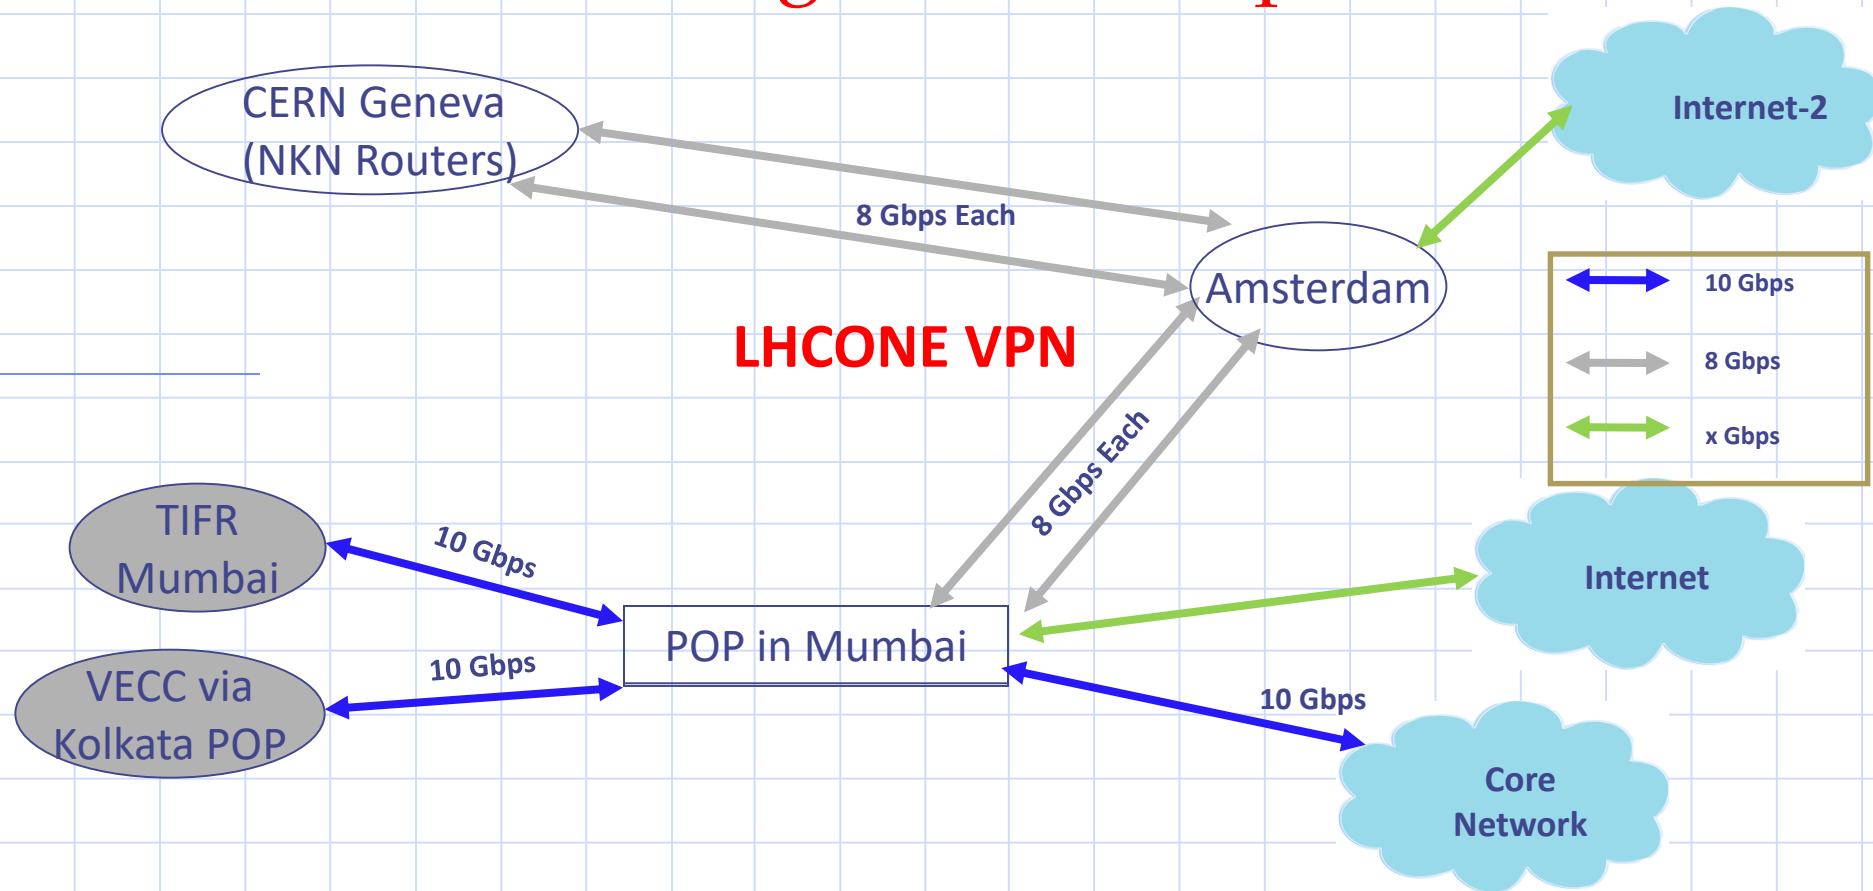 CERN Geneva
(NKN Routers)
Internet-2
8 Gbps Each
Amsterdam
10 Gbps
8 Gbps
x Gbps
LHCONE VPN
8 Gbps Each
TIFR
Mumbai
10 Gbps
Internet
POP in Mumbai
VECC via
Kolkata POP
10 Gbps
10 Gbps
Core
Network